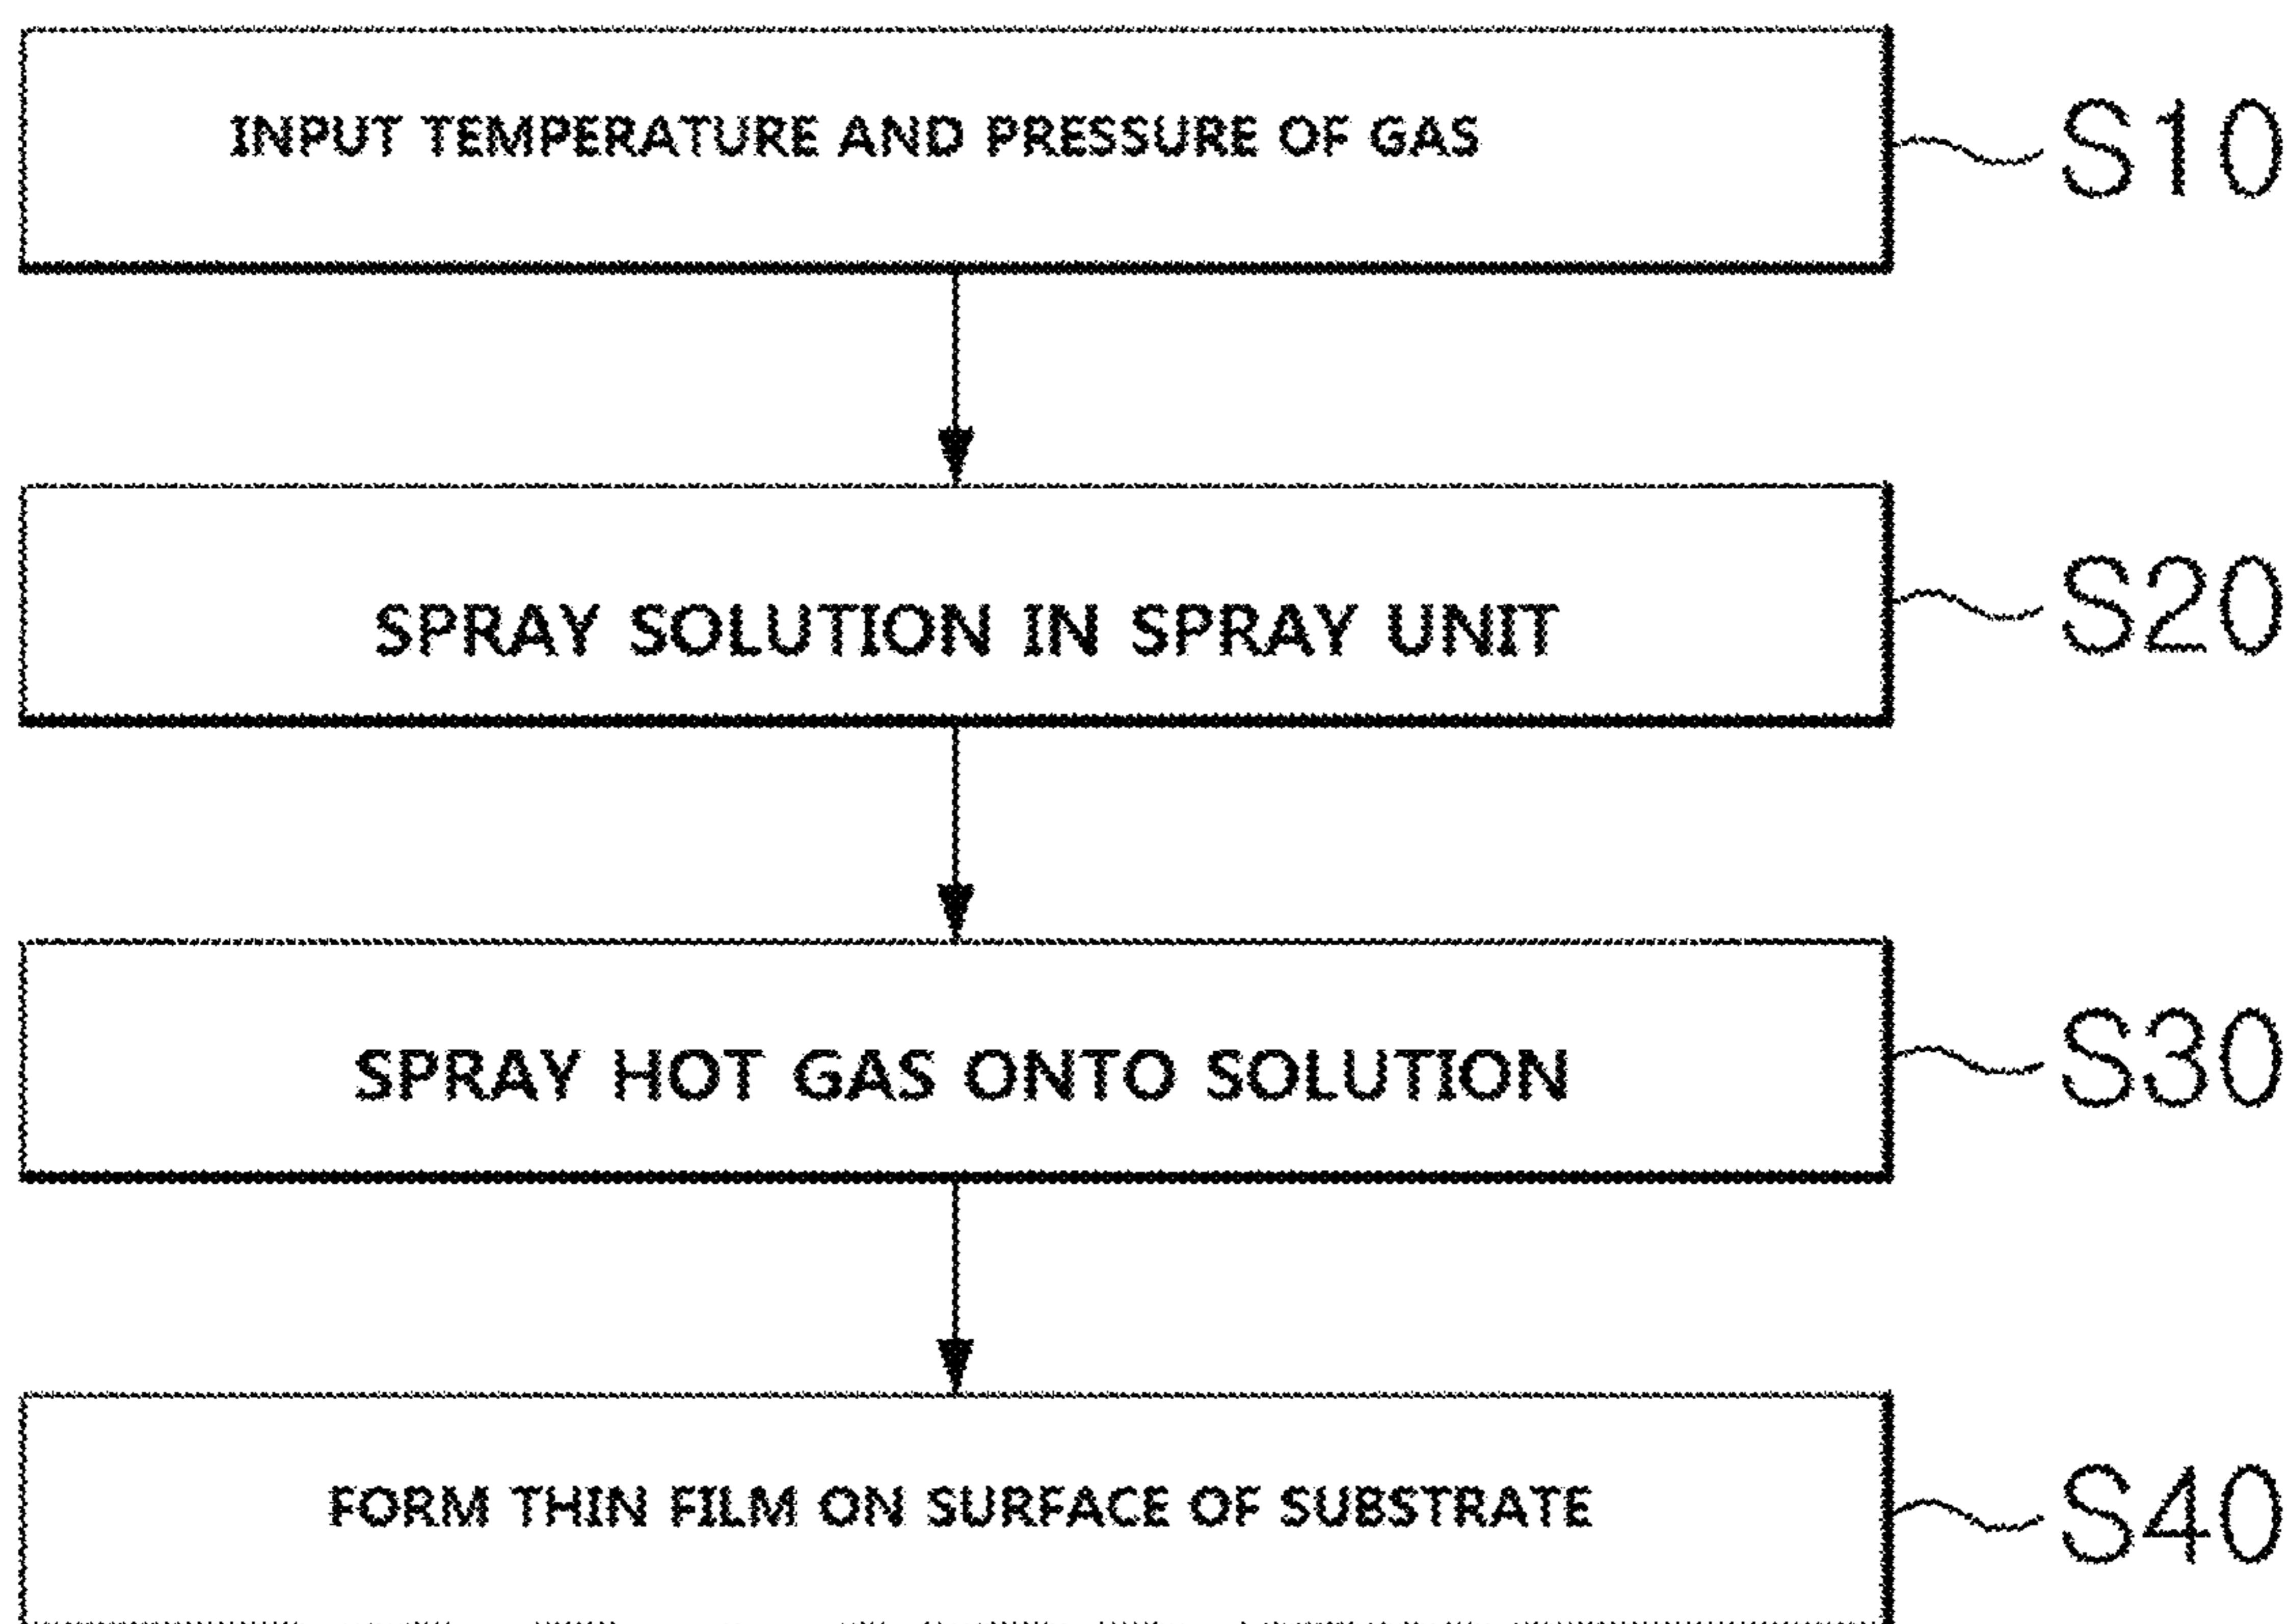 INPUT TEMPERATURE AND PRESSURE OF GAS
S10
SPRAY SOLUTION IN SPRAY UNIT
S20
SPRAY HOT GAS ONTO SOLUTION
S30
FORM THIN FILM ON SURFACE OF SUBSTRATE
S40